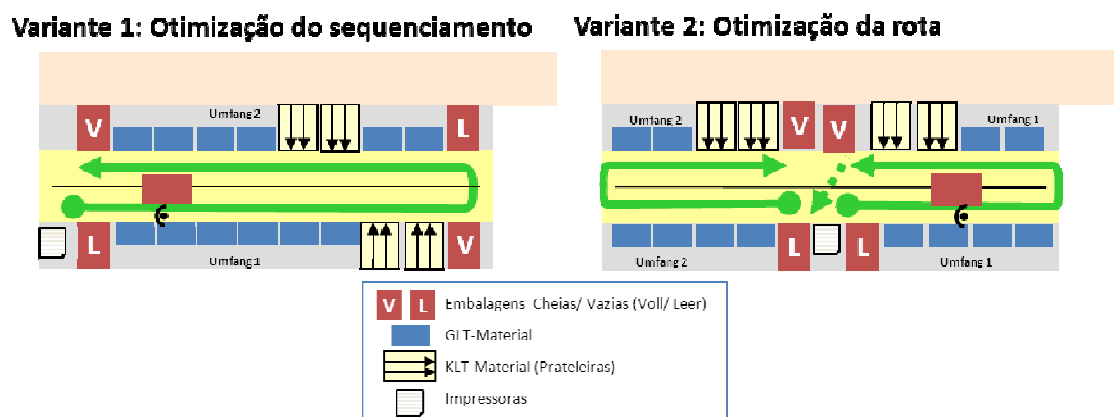 Variante 1: Otimização do sequenciamento
Variante 2: Otimização da rota
V
Umfang 2
L
L
Umfang 1
V
Umfang 2
V
V
Umfang 1
Umfang 2
L
L
Umfang 1
V L Embalagens Cheias/ Vazias (Voll/ Leer)
GLT-Material
KLT Material (Prateleiras)
Impressoras